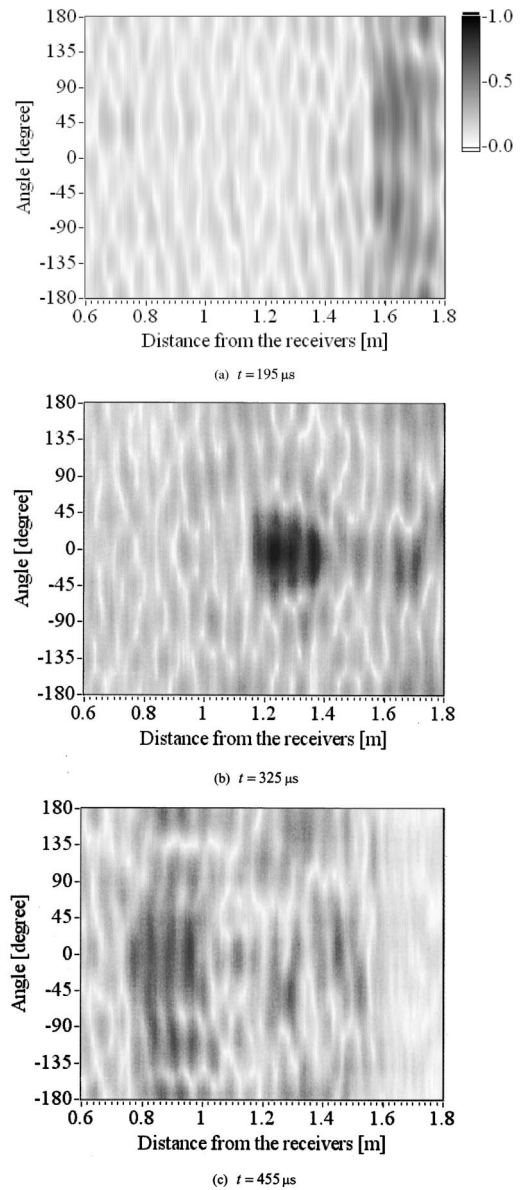 180
135
90
45
0
-45
-90
-135
-180
Angle [degree]
0.6 0.8 1 1.2 1.4 1.6 1.8
Distance from the receivers [m]
1.0
0.5
0.0
(a) t = 195 μs
180
135
90
45
0
-45
-90
-135
-180
Angle [degree]
0.6 0.8 1 1.2 1.4 1.6 1.8
Distance from the receivers [m]
(b) t = 325 μs
180
135
90
45
0
-45
-90
-135
-180
Angle [degree]
0.6 0.8 1 1.2 1.4 1.6 1.8
Distance from the receivers [m]
(c) t = 455 μs